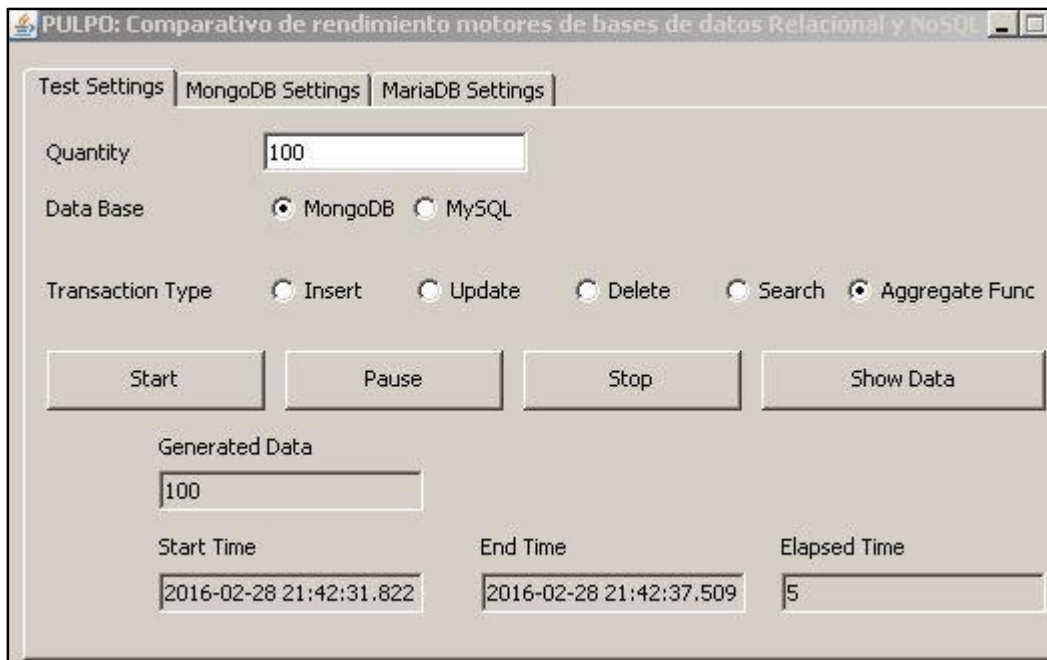 PULPO: Comparativo de rendimiento motores de bases de datos Relacional y NoSQL
Test Settings MongoDB Settings MariaDB Settings
Quantity 100
Data Base MongoDB MySQL
Transaction Type Insert Update Delete Search Aggregate Func
Start Pause Stop Show Data
Generated Data
100
Start Time End Time Elapsed Time
2016-02-28 21:42:31.822 2016-02-28 21:42:37.509 5